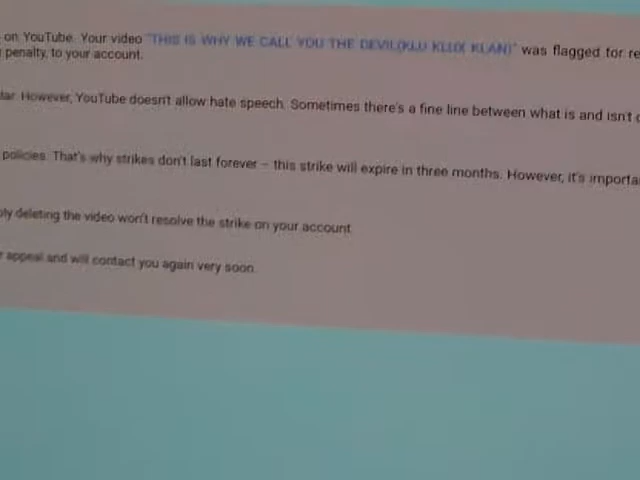 on YouTube. Your video "THIS IS WHY WE CALL YOU THE DEVIL(KLU KLUX KLAN)" was flagged for re
penalty, to your account.
lar. However, YouTube doesn't allow hate speech. Sometimes there's a fine line between what is and isn't c
policies. That's why strikes don't last forever – this strike will expire in three months. However, it's importa
ply deleting the video won't resolve the strike on your account.
r appeal and will contact you again very soon.